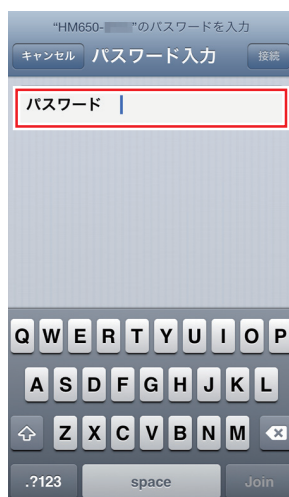 "HM650-    "のパスワードを入力
キャンセル パスワード入力 接続
パスワード
Q W E R T Y U I O P
A S D F G H J K L
Z X C V B N M
.?123 space Join